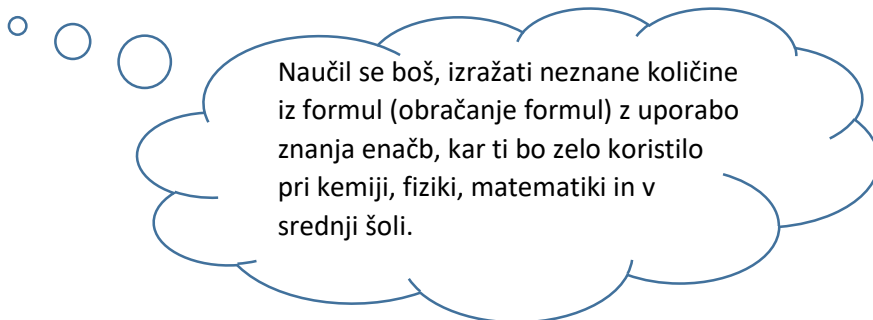 Naučil se boš, izražati neznane količine
iz formul (obračanje formul) z uporabo
znanja enačb, kar ti bo zelo koristilo
pri kemiji, fiziki, matematiki in v
srednji šoli.